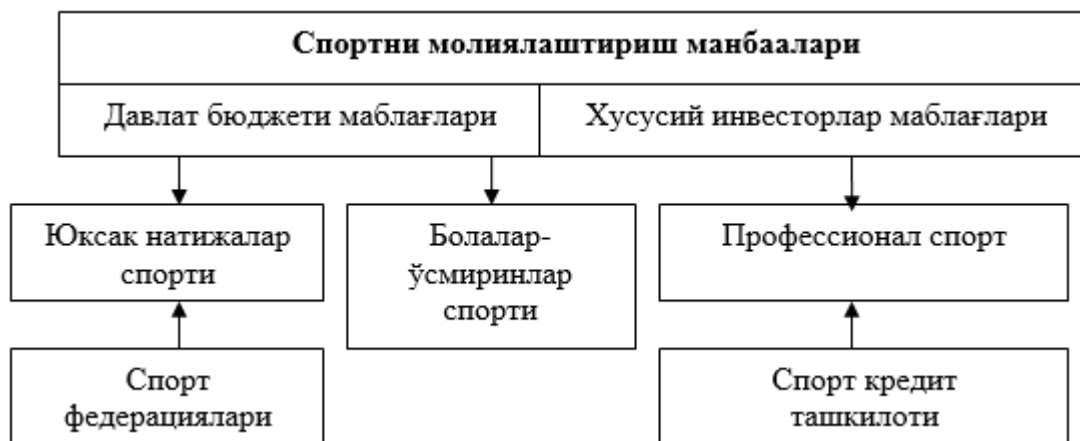 Спортни молиялаштириш манбаалари
Давлат бюджети маблағлари
Хусусий инвесторлар маблағлари
Юксак натижалар
спорти
Болалар-
ўсмиринлар
спорти
Профессионал спорт
Спорт
федерациялари
Спорт кредит
ташкилоти